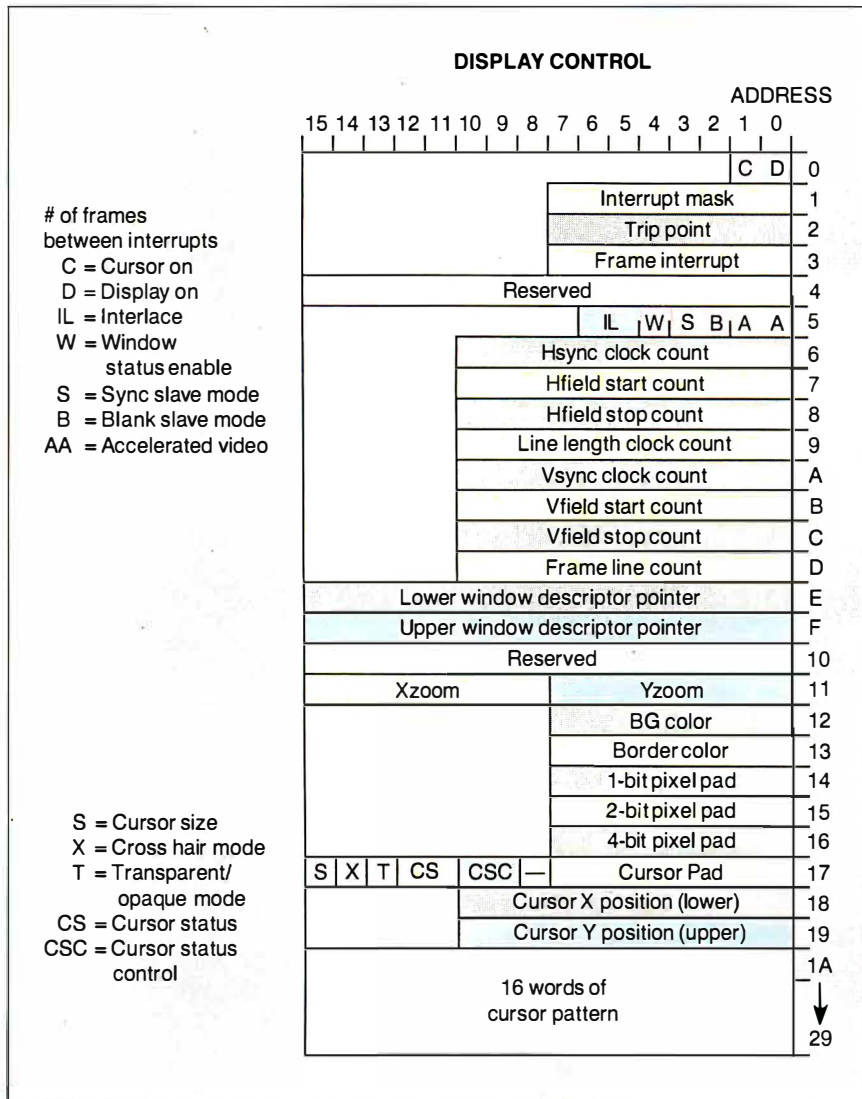 DISPLAY CONTROL
ADDRESS
15 14 13 12 11 10 9 8 7 6 5 4 3 2 1 0
C D 0
Interrupt mask 1
Trip point 2
Frame interrupt 3
Reserved 4
IL W S B A A 5
Hsync clock count 6
Hfield start count 7
Hfield stop count 8
Line length clock count 9
Vsync clock count A
Vfield start count B
Vfield stop count C
Frame line count D
Lower window descriptor pointer E
Upper window descriptor pointer F
Reserved 10
Xzoom Yzoom 11
BG color 12
Border color 13
1-bit pixel pad 14
2-bit pixel pad 15
4-bit pixel pad 16
S X T CS CSC — Cursor Pad 17
Cursor X position (lower) 18
Cursor Y position (upper) 19
1A
16 words of
cursor pattern
29
# of frames
between interrupts
C = Cursor on
D = Display on
IL = Interlace
W = Window
status enable
S = Sync slave mode
B = Blank slave mode
AA = Accelerated video
S = Cursor size
X = Cross hair mode
T = Transparent/
opaque mode
CS = Cursor status
CSC = Cursor status
control